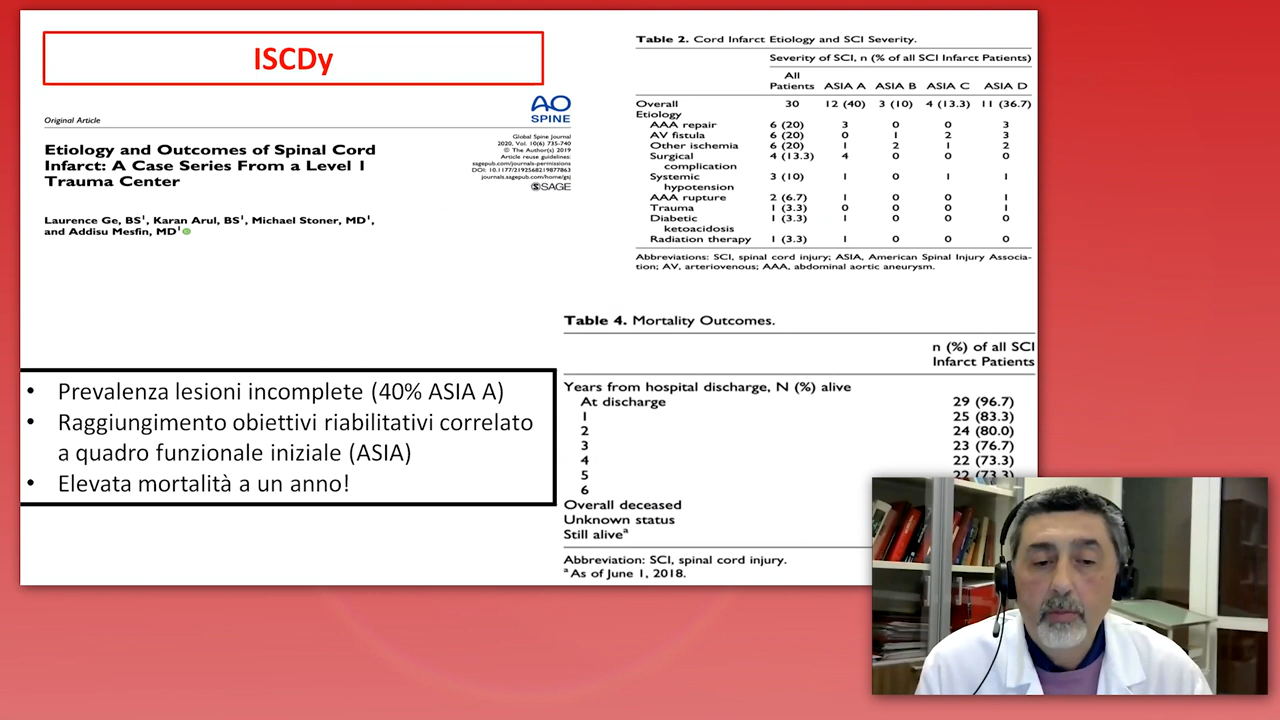 ISCDy
Original Article
AO
SPINE
Etiology and Outcomes of Spinal Cord
Infarct: A Case Series From a Level 1
Trauma Center
Global Spine Journal
2020, Vol. 10(6) 735-740
© The Author(s) 2019
Article reuse guidelines:
sagepub.com/journals-permissions
DOI: 10.1177/2192568219877863
journals.sagepub.com/home/gsj
SAGE
Laurence Ge, BS¹, Karan Arul, BS¹, Michael Stoner, MD¹,
and Addisu Mesfin, MD¹
• Prevalenza lesioni incomplete (40% ASIA A)
• Raggiungimento obiettivi riabilitativi correlato
a quadro funzionale iniziale (ASIA)
• Elevata mortalità a un anno!
Table 2. Cord Infarct Etiology and SCI Severity.
Severity of SCI, n (% of all SCI Infarct Patients)
All
Patients ASIA A ASIA B ASIA C ASIA D
Overall 30 12 (40) 3 (10) 4 (13.3) 11 (36.7)
Etiology
AAA repair 6 (20) 3 0 0 3
AV fistula 6 (20) 0 1 2 3
Other ischemia 6 (20) 1 2 1 2
Surgical 4 (13.3) 4 0 0 0
complication
Systemic 3 (10) 1 0 1 1
hypotension
AAA rupture 2 (6.7) 1 0 0 1
Trauma 1 (3.3) 0 0 0 1
Diabetic 1 (3.3) 1 0 0 0
ketoacidosis
Radiation therapy 1 (3.3) 1 0 0 0
Abbreviations: SCI, spinal cord injury; ASIA, American Spinal Injury Associa-
tion; AV, arteriovenous; AAA, abdominal aortic aneurysm.
Table 4. Mortality Outcomes.
n (%) of all SCI
Infarct Patients
Years from hospital discharge, N (%) alive
At discharge 29 (96.7)
1 25 (83.3)
2 24 (80.0)
3 23 (76.7)
4 22 (73.3)
5 22 (73.3)
6
Overall deceased
Unknown status
Still aliveᵃ
Abbreviation: SCI, spinal cord injury.
ᵃAs of June 1, 2018.